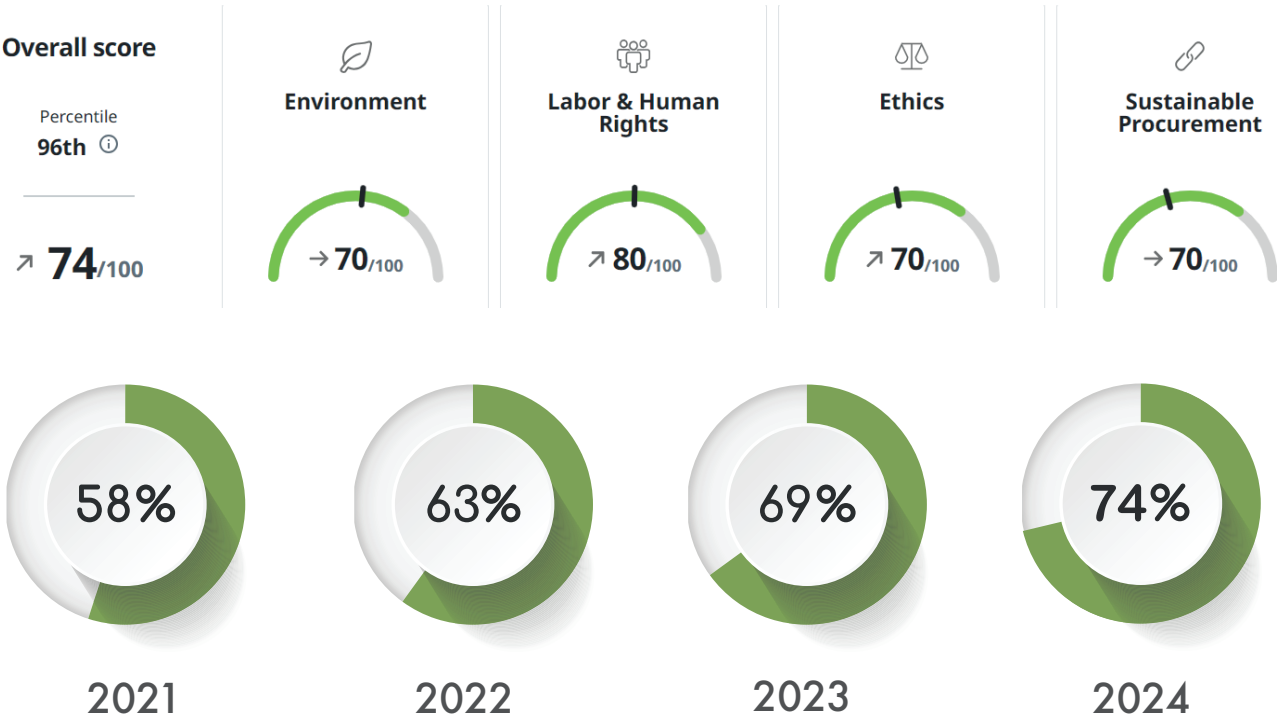 Overall score
Percentile
96th
74/100
Environment
70/100
Labor & Human
Rights
80/100
Ethics
70/100
Sustainable
Procurement
70/100
58%
63%
69%
74%
2021
2022
2023
2024